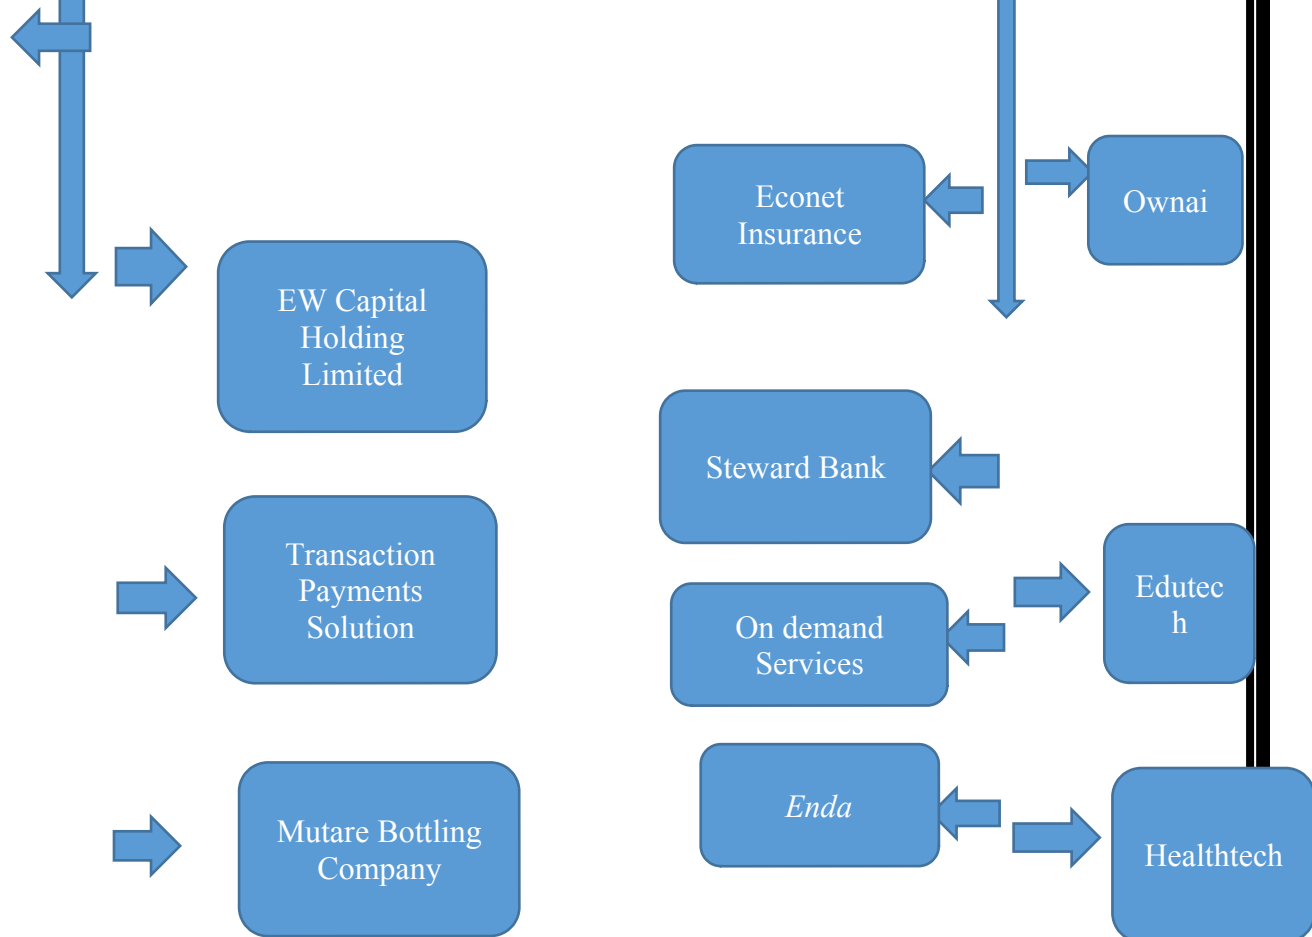 Econet
Insurance
Ownai
EW Capital
Holding
Limited
Steward Bank
Transaction
Payments
Solution
On demand
Services
Edutec
h
Enda
Mutare Bottling
Company
Healthtech